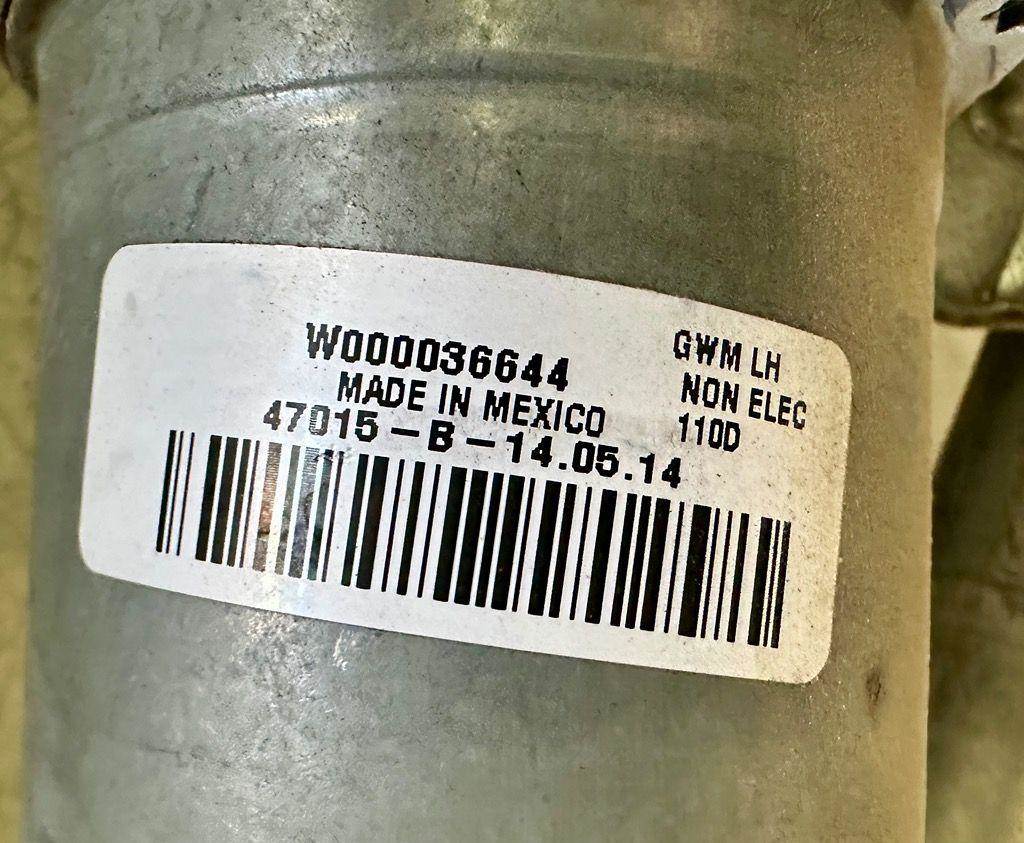 W000036644
MADE IN MEXICO
47015-B-14.05.14
GWM LH
NON ELEC
110D